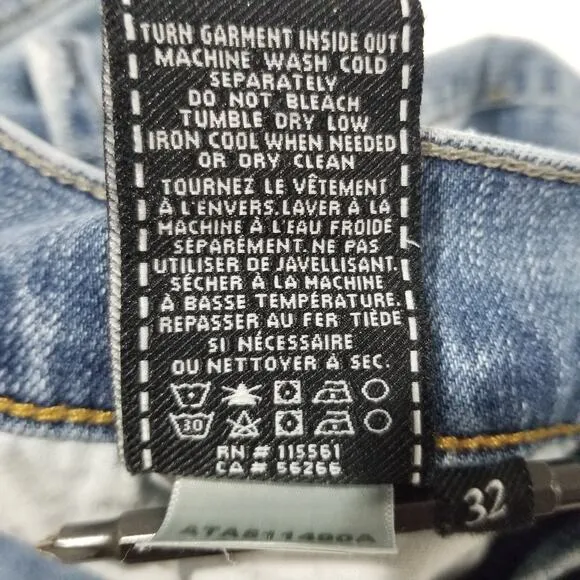 TURN GARMENT INSIDE OUT
MACHINE WASH COLD
SEPARATELY
DO NOT BLEACH
TUMBLE DRY LOW
IRON COOL WHEN NEEDED
OR DRY CLEAN
TOURNEZ LE VÊTEMENT
À L'ENVERS. LAVER À LA
MACHINE À L'EAU FROIDE
SÉPARÉMENT. NE PAS
UTILISER DE JAVELLISANT.
SÉCHER À LA MACHINE
À BASSE TEMPÉRATURE.
REPASSER AU FER TIÈDE
SI NÉCESSAIRE
OU NETTOYER À SEC.
30
RN # 115561
CA # 56266
32